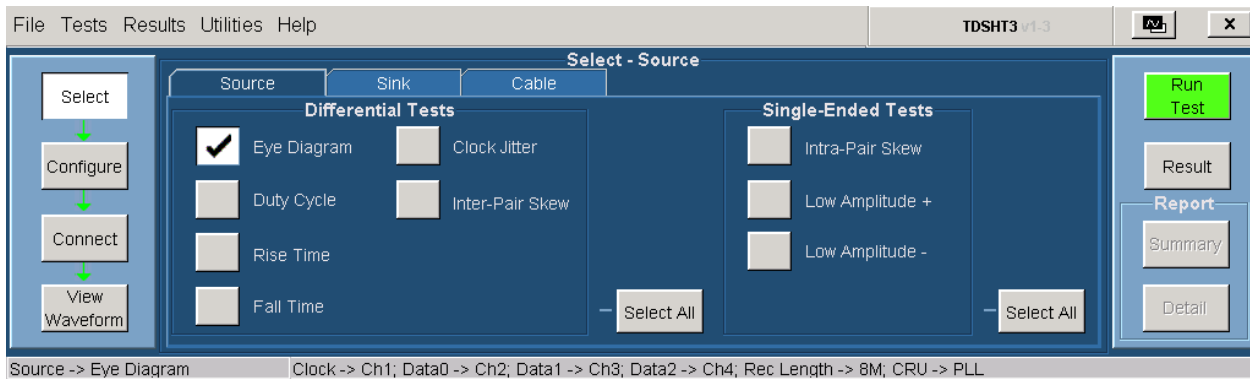 File Tests Results Utilities Help TDSHT3 v1-3 x
Select - Source
Source Sink Cable
Select
Configure
Connect
View
Waveform
Differential Tests
Eye Diagram Clock Jitter
Duty Cycle Inter-Pair Skew
Rise Time
Fall Time
Select All
Single-Ended Tests
Intra-Pair Skew
Low Amplitude +
Low Amplitude -
Select All
Run
Test
Result
Report
Summary
Detail
Source -> Eye Diagram Clock -> Ch1; Data0 -> Ch2; Data1 -> Ch3; Data2 -> Ch4; Rec Length -> 8M; CRU -> PLL